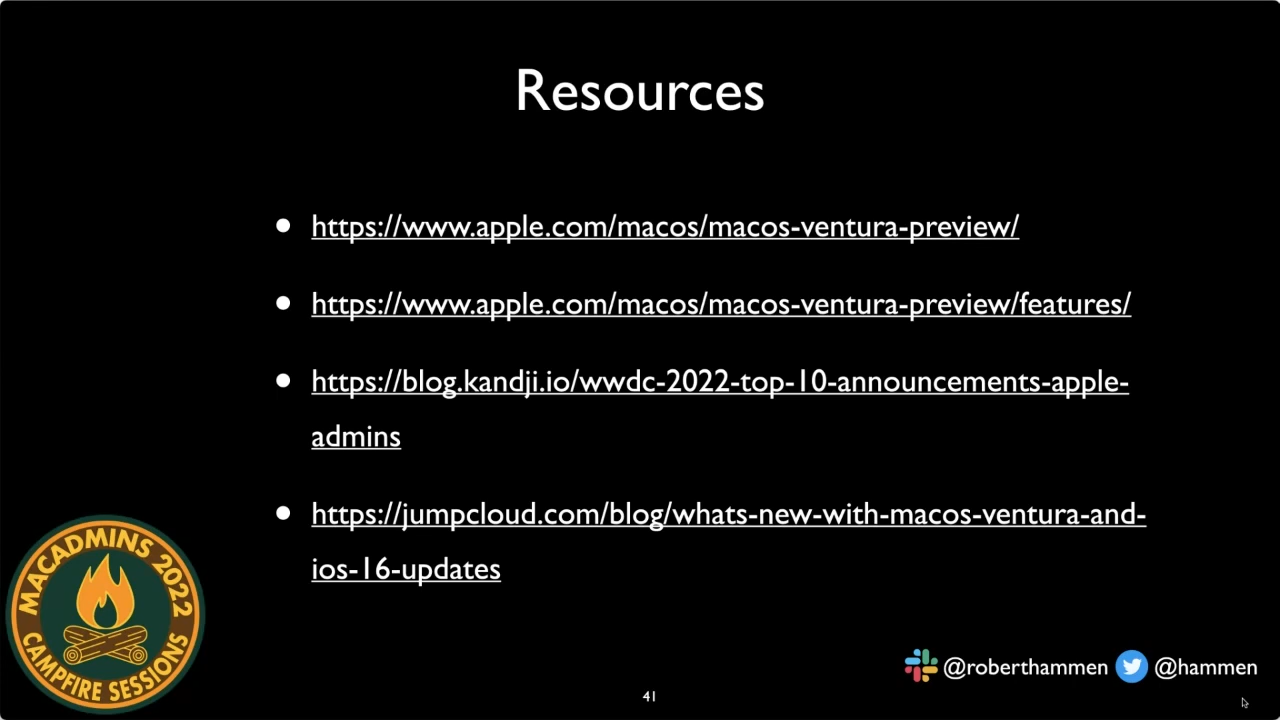 Resources
https://www.apple.com/macos/macos-ventura-preview/
https://www.apple.com/macos/macos-ventura-preview/features/
https://blog.kandji.io/wwdc-2022-top-10-announcements-apple-
admins
https://jumpcloud.com/blog/whats-new-with-macos-ventura-and-
ios-16-updates
MACADMINS 2022
CAMPFIRE SESSIONS
@roberthammen @hammen
41